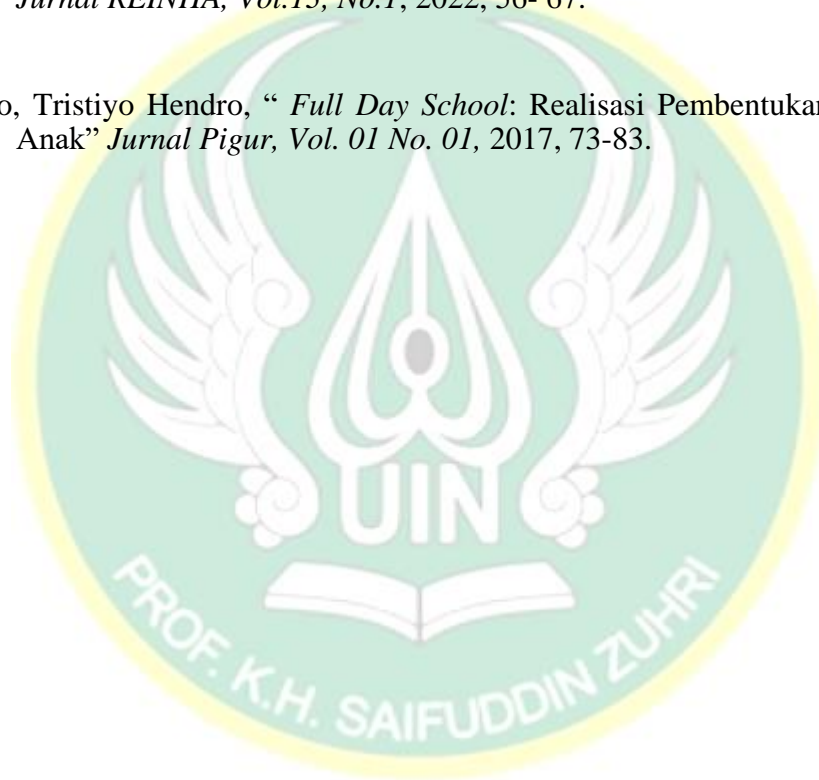 Jurnal REINHA, Vol.13, No.1, 2022, 56- 67.
o, Tristiyo Hendro, “ Full Day School: Realisasi Pembentukan
Anak” Jurnal Pigur, Vol. 01 No. 01, 2017, 73-83.
UIN
PROF. K.H. SAIFUDDIN ZUHRI